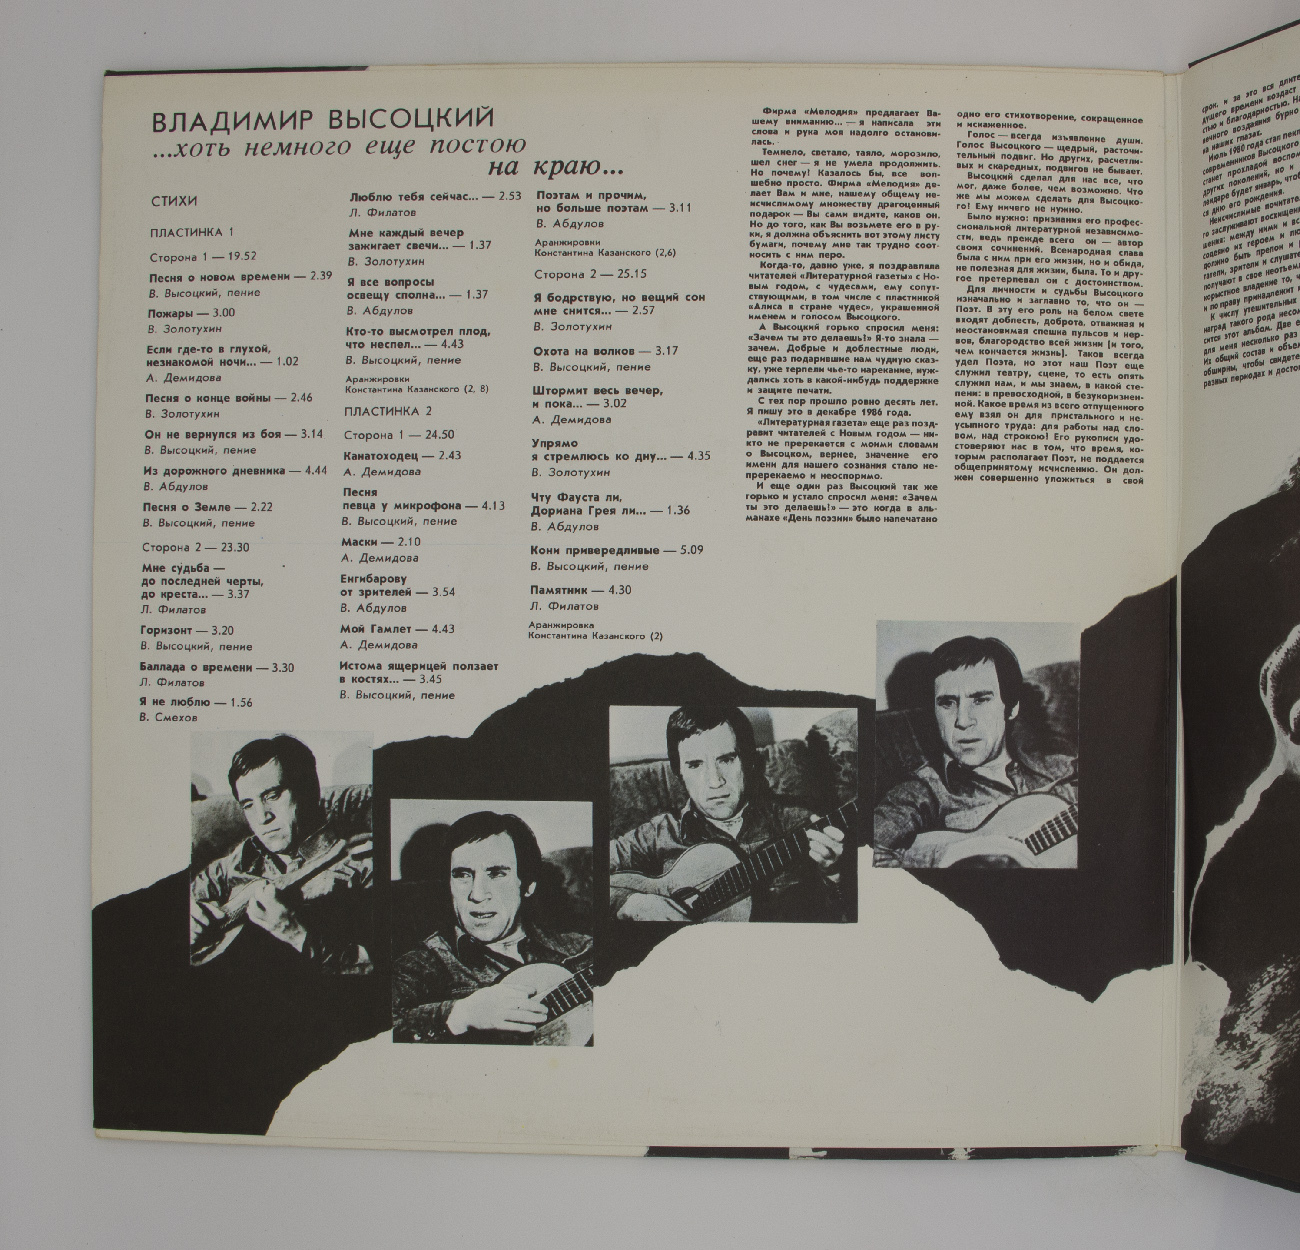 ВЛАДИМИР ВЫСОЦКИЙ
...хоть немного еще постою
на краю...
СТИХИ
ПЛАСТИНКА 1
Сторона 1 — 19.52
Песня о новом времени — 2.39
В. Высоцкий, пение
Пожары — 3.00
В. Золотухин
Если где-то в глухой,
незнакомой ночи... — 1.02
А. Демидова
Песня о конце войны — 2.46
В. Золотухин
Он не вернулся из боя — 3.14
В. Высоцкий, пение
Из дорожного дневника — 4.44
В. Абдулов
Песня о Земле — 2.22
В. Высоцкий, пение
Сторона 2 — 23.30
Мне судьба —
до последней черты,
до креста... — 3.37
Л. Филатов
Горизонт — 3.20
В. Высоцкий, пение
Баллада о времени — 3.30
Л. Филатов
Я не люблю — 1.56
В. Смехов
Люблю тебя сейчас... — 2.53
Л. Филатов
Мне каждый вечер
зажигает свечи... — 1.37
В. Золотухин
Я все вопросы
освещу сполна... — 1.37
В. Абдулов
Кто-то высмотрел плод,
что неспел... — 4.43
В. Высоцкий, пение
Аранжировки
Константина Казанского (2, 8)
ПЛАСТИНКА 2
Сторона 1 — 24.50
Канатоходец — 2.43
А. Демидова
Песня
певца у микрофона — 4.13
В. Высоцкий, пение
Маски — 2.10
А. Демидова
Енгибарову
от зрителей — 3.54
В. Абдулов
Мой Гамлет — 4.43
А. Демидова
Истома ящерицей ползает
в костях... — 3.45
В. Высоцкий, пение
Поэтам и прочим,
но больше поэтам — 3.11
В. Абдулов
Аранжировки
Константина Казанского (2,6)
Сторона 2 — 25.15
Я бодрствую, но вещий сон
мне снится... — 2.57
В. Золотухин
Охота на волков — 3.17
В. Высоцкий, пение
Штормит весь вечер,
и пока... — 3.02
А. Демидова
Упрямо
я стремлюсь ко дну... — 4.35
В. Золотухин
Чту Фауста ли,
Дориана Грея ли... — 1.36
В. Абдулов
Кони привередливые — 5.09
В. Высоцкий, пение
Памятник — 4.30
Л. Филатов
Аранжировка
Константина Казанского (2)
Фирма «Мелодия» предлагает Ва-
шему вниманию... — я написала эти
слова и рука моя надолго останови-
лась.
Темнело, светало, таяло, морозило,
шел снег — я не умела продолжить.
Но почему! Казалось бы, все вол-
шебно просто. Фирма «Мелодия» де-
лает Вам и мне, нашему общему не-
исчислимому множеству драгоценный
подарок — Вы сами видите, каков он.
Но до того, как Вы возьмете его в ру-
ки, я должна объяснить вот этому листу
бумаги, почему мне так трудно соот-
носить с ним перо.
Когда-то, давно уже, я поздравляла
читателей «Литературной газеты» с Но-
вым годом, с чудесами, ему сопут-
ствующими, в том числе с пластинкой
«Алиса в стране чудес», украшенной
именем и голосом Высоцкого.
А Высоцкий горько спросил меня:
«Зачем ты это делаешь!» Я-то знала —
зачем. Добрые и доблестные люди,
еще раз подарившие нам чудную сказ-
ку, уже терпели чье-то нарекание, нуж-
дались хоть в какой-нибудь поддержке
и защите печати.
С тех пор прошло ровно десять лет.
Я пишу это в декабре 1986 года.
«Литературная газета» еще раз позд-
равит читателей с Новым годом — ни-
кто не пререкается с моими словами
о Высоцком, вернее, значение его
имени для нашего сознания стало не-
пререкаемо и неоспоримо.
И еще один раз Высоцкий так же
горько и устало спросил меня: «Зачем
ты это делаешь!» — это когда в аль-
манахе «День поэзии» было напечатано
одно его стихотворение, сокращенное
и искаженное.
Голос — всегда изъявление души.
Голос Высоцкого — щедрый, расточи-
тельный подвиг. Но других, расчетли-
вых и скаредных, подвигов не бывает.
Высоцкий сделал для нас все, что
мог, даже более, чем возможно. Что
же мы можем сделать для Высоцко-
го! Ему ничего не нужно.
Было нужно: признания его профес-
сиональной литературной независимо-
сти, ведь прежде всего он — автор
своих сочинений. Всенародная слава
была с ним при его жизни, но и обида,
не полезная для жизни, была. То и дру-
гое претерпевал он с достоинством.
Для личности и судьбы Высоцкого
изначально и заглавно то, что он —
Поэт. В эту его роль на белом свете
входят доблесть, доброта, отважная и
неостановимая спешка пульсов и нер-
вов, благородство всей жизни [и того,
чем кончается жизнь]. Таков всегда
удел Поэта, но этот наш Поэт еще
служил театру, сцене, то есть опять
служил нам, и мы знаем, в какой сте-
пени: в превосходной, в безукоризнен-
ной. Какое время из всего отпущенного
ему взял он для пристального и не-
усыпного труда: для работы над сло-
вом, над строкою! Его рукописи удо-
стоверяют нас в том, что время, ко-
торым располагает Поэт, не поддается
общепринятому исчислению. Он дол-
жен совершенно уложиться в свой
срок, и за это вся длите
Июль 1980 года стал пекл
современников Высоцкого
станет прохладой воспом
других поколений, но и
ся дню его рождения.